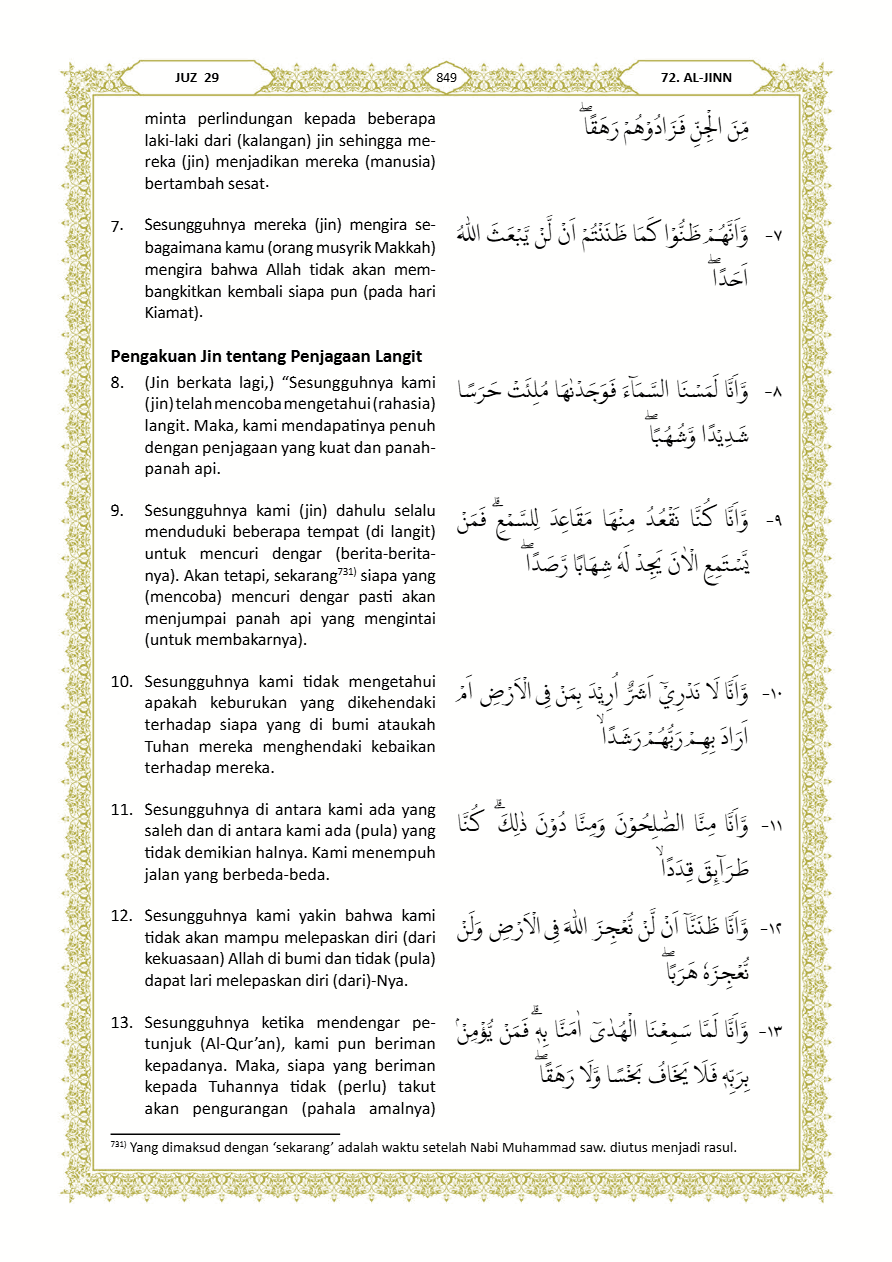 JUZ 29
849
72. AL-JINN
minta perlindungan kepada beberapa
laki-laki dari (kalangan) jin sehingga me-
reka (jin) menjadikan mereka (manusia)
bertambah sesat.
مِّنَ الْجِنِّ فَزَادُوْهُمْ رَهَقًاۖ
7. Sesungguhnya mereka (jin) mengira se-
bagaimana kamu (orang musyrik Makkah)
mengira bahwa Allah tidak akan mem-
bangkitkan kembali siapa pun (pada hari
Kiamat).
٧- وَّاَنَّهُمْ ظَنُّوْا كَمَا ظَنَنْتُمْ اَنْ لَّنْ يَّبْعَثَ اللّٰهُ
اَحَدًاۖ
Pengakuan Jin tentang Penjagaan Langit
8. (Jin berkata lagi,) “Sesungguhnya kami
(jin) telah mencoba mengetahui (rahasia)
langit. Maka, kami mendapatinya penuh
dengan penjagaan yang kuat dan panah-
panah api.
٨- وَّاَنَّا لَمَسْنَا السَّمَاۤءَ فَوَجَدْنٰهَا مُلِئَتْ حَرَسًا
شَدِيْدًا وَّشُهُبًاۖ
9. Sesungguhnya kami (jin) dahulu selalu
menduduki beberapa tempat (di langit)
untuk mencuri dengar (berita-berita-
nya). Akan tetapi, sekarang731) siapa yang
(mencoba) mencuri dengar pasti akan
menjumpai panah api yang mengintai
(untuk membakarnya).
٩- وَّاَنَّا كُنَّا نَقْعُدُ مِنْهَا مَقَاعِدَ لِلسَّمْعِۗ فَمَنْ
يَّسْتَمِعِ الْاٰنَ يَجِدْ لَهٗ شِهَابًا رَّصَدًاۖ
10. Sesungguhnya kami tidak mengetahui
apakah keburukan yang dikehendaki
terhadap siapa yang di bumi ataukah
Tuhan mereka menghendaki kebaikan
terhadap mereka.
١٠- وَّاَنَّا لَا نَدْرِيْٓ اَشَرٌّ اُرِيْدَ بِمَنْ فِى الْاَرْضِ اَمْ
اَرَادَ بِهِمْ رَبُّهُمْ رَشَدًاۙ
11. Sesungguhnya di antara kami ada yang
saleh dan di antara kami ada (pula) yang
tidak demikian halnya. Kami menempuh
jalan yang berbeda-beda.
١١- وَّاَنَّا مِنَّا الصّٰلِحُوْنَ وَمِنَّا دُوْنَ ذٰلِكَۗ كُنَّا
طَرَاۤىِٕقَ قِدَدًاۙ
12. Sesungguhnya kami yakin bahwa kami
tidak akan mampu melepaskan diri (dari
kekuasaan) Allah di bumi dan tidak (pula)
dapat lari melepaskan diri (dari)-Nya.
١٢- وَّاَنَّا ظَنَنَّآ اَنْ لَّنْ نُّعْجِزَ اللّٰهَ فِى الْاَرْضِ وَلَنْ
نُّعْجِزَهٗ هَرَبًاۖ
13. Sesungguhnya ketika mendengar pe-
tunjuk (Al-Qur’an), kami pun beriman
kepadanya. Maka, siapa yang beriman
kepada Tuhannya tidak (perlu) takut
akan pengurangan (pahala amalnya)
١٣- وَّاَنَّا لَمَّا سَمِعْنَا الْهُدٰىٓ اٰمَنَّا بِهٖۗ فَمَنْ يُّؤْمِنْۢ
بِرَبِّهٖ فَلَا يَخَافُ بَخْسًا وَّلَا رَهَقًاۖ
731) Yang dimaksud dengan ‘sekarang’ adalah waktu setelah Nabi Muhammad saw. diutus menjadi rasul.